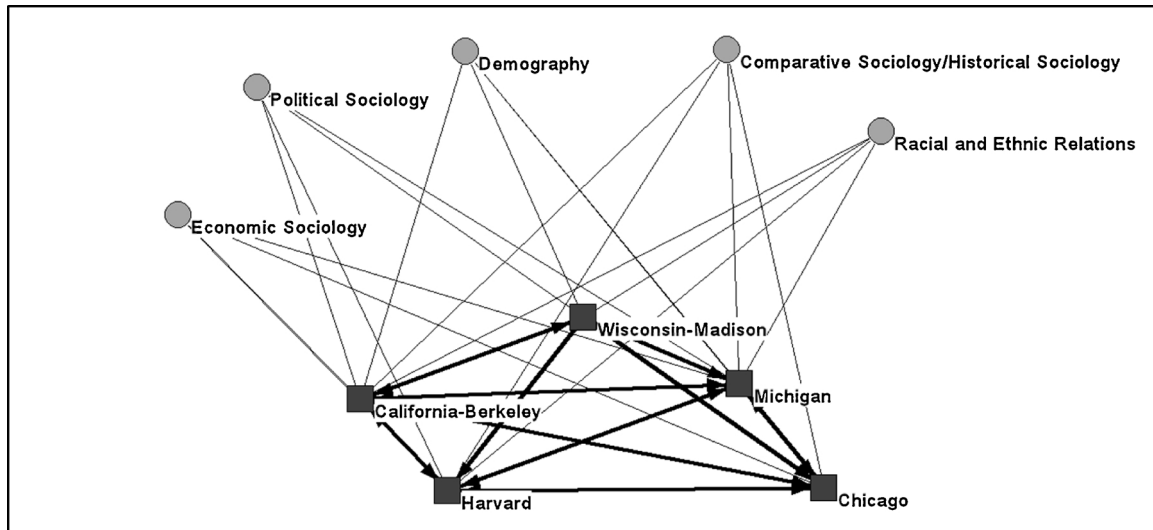 Demography
Comparative Sociology/Historical Sociology
Political Sociology
Racial and Ethnic Relations
Economic Sociology
Wisconsin-Madison
Michigan
California-Berkeley
Harvard
Chicago